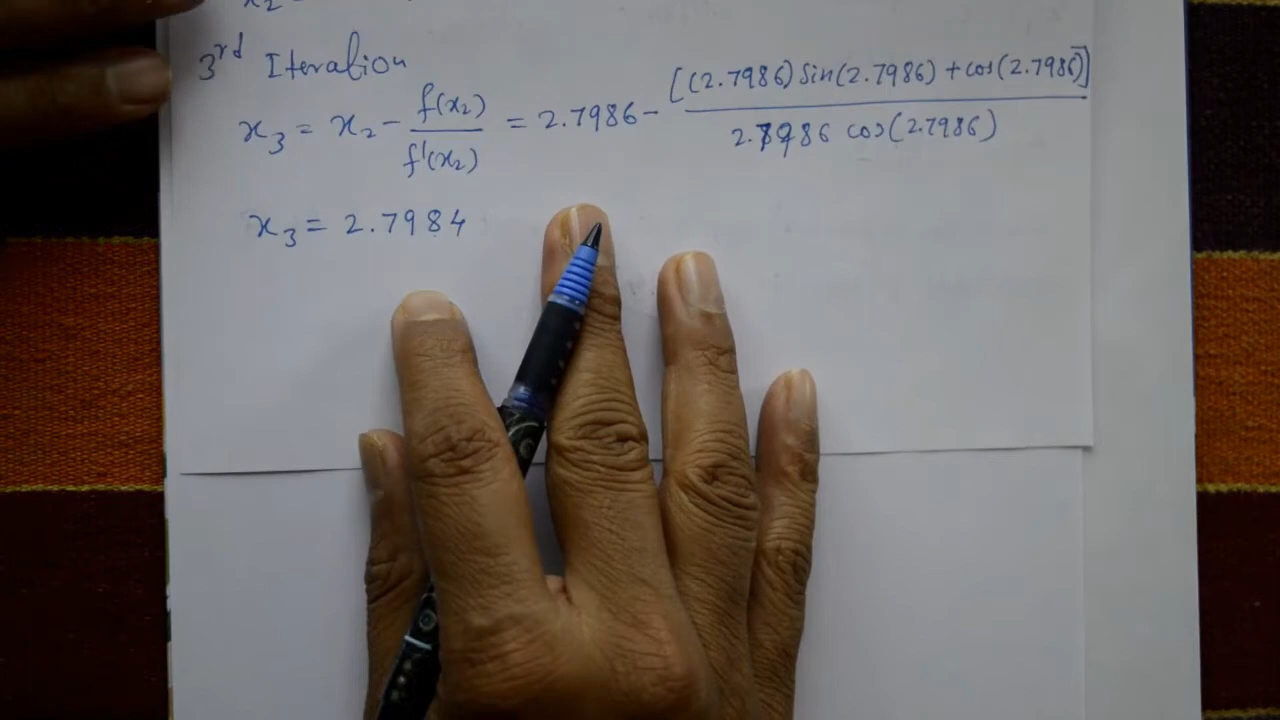 x₂
3rd Iteration
x₃ = x₂ - f(x₂)/f'(x₂) = 2.7986 - [(2.7986) Sin(2.7986) + cos(2.7986)]/2.7986 cos(2.7986)
x₃ = 2.7984